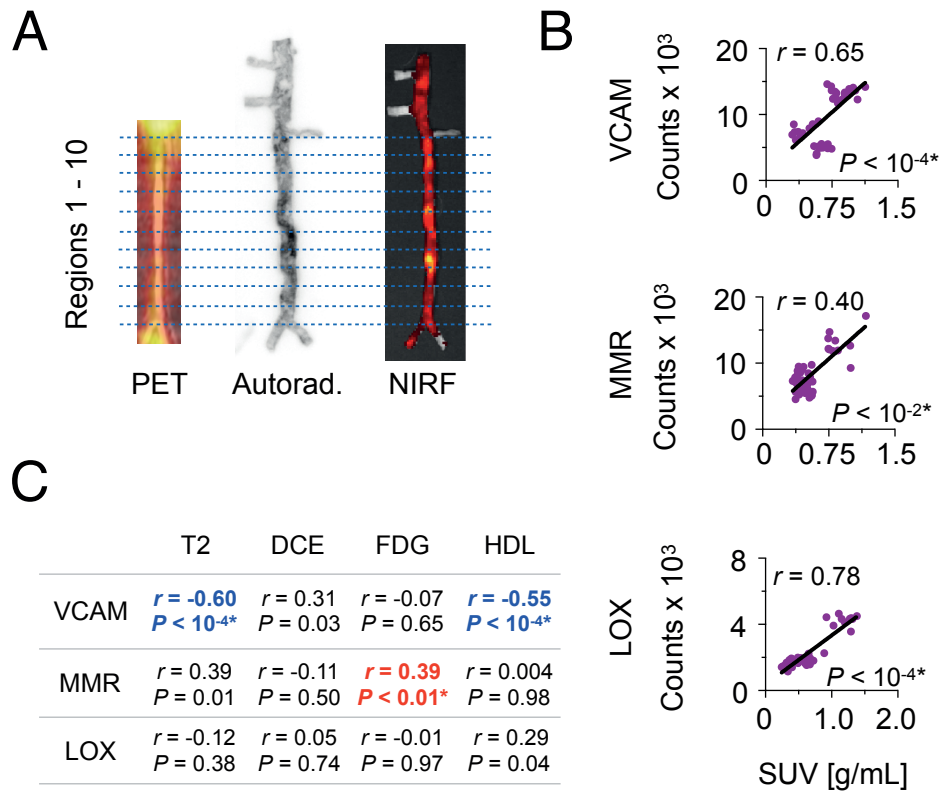 A
Regions 1 - 10
PET Autorad. NIRF
B
VCAM
Counts x 10³
20
10
0
r = 0.65
P < 10⁻⁴*
0 0.75 1.5
MMR
Counts x 10³
20
10
0
r = 0.40
P < 10⁻²*
0 0.75 1.5
LOX
Counts x 10³
8
4
0
r = 0.78
P < 10⁻⁴*
0 1.0 2.0
SUV [g/mL]
C
T2 DCE FDG HDL
VCAM
r = -0.60 r = 0.31 r = -0.07 r = -0.55
P < 10⁻⁴* P = 0.03 P = 0.65 P < 10⁻⁴*
MMR
r = 0.39 r = -0.11 r = 0.39 r = 0.004
P = 0.01 P = 0.50 P < 0.01* P = 0.98
LOX
r = -0.12 r = 0.05 r = -0.01 r = 0.29
P = 0.38 P = 0.74 P = 0.97 P = 0.04